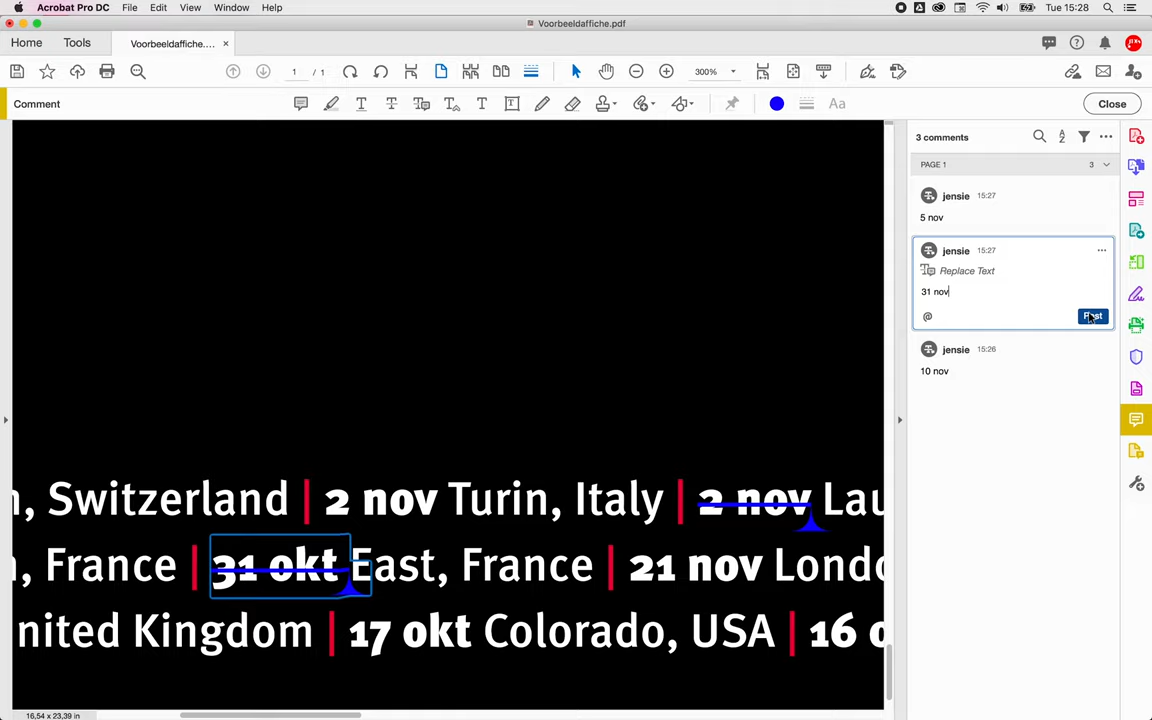 Acrobat Pro DC File Edit View Window Help
Tue 15:28
Voorbeeldaffiche.pdf
Home Tools Voorbeeldaffiche.... ×
1 / 1
300%
Comment
Close
3 comments
PAGE 1
3
jensie 15:27
5 nov
jensie 15:27
Replace Text
31 nov
@
Post
jensie 15:26
10 nov
, Switzerland | 2 nov Turin, Italy | 2 nov Lau
, France | 31 okt East, France | 21 nov Londo
nited Kingdom | 17 okt Colorado, USA | 16 o
16,54 x 23,39 in